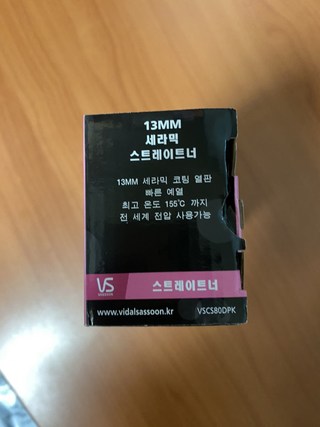 13MM
세라믹
스트레이트너
13MM 세라믹 코팅 열판
빠른 예열
최고 온도 155℃ 까지
전 세계 전압 사용가능
VS
스트레이트너
www.vidalsassoon.kr
VSCS80DPK